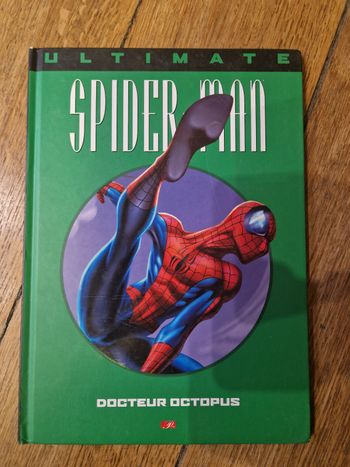 ULTIMATE
SPIDER-MAN
DOCTEUR OCTOPUS